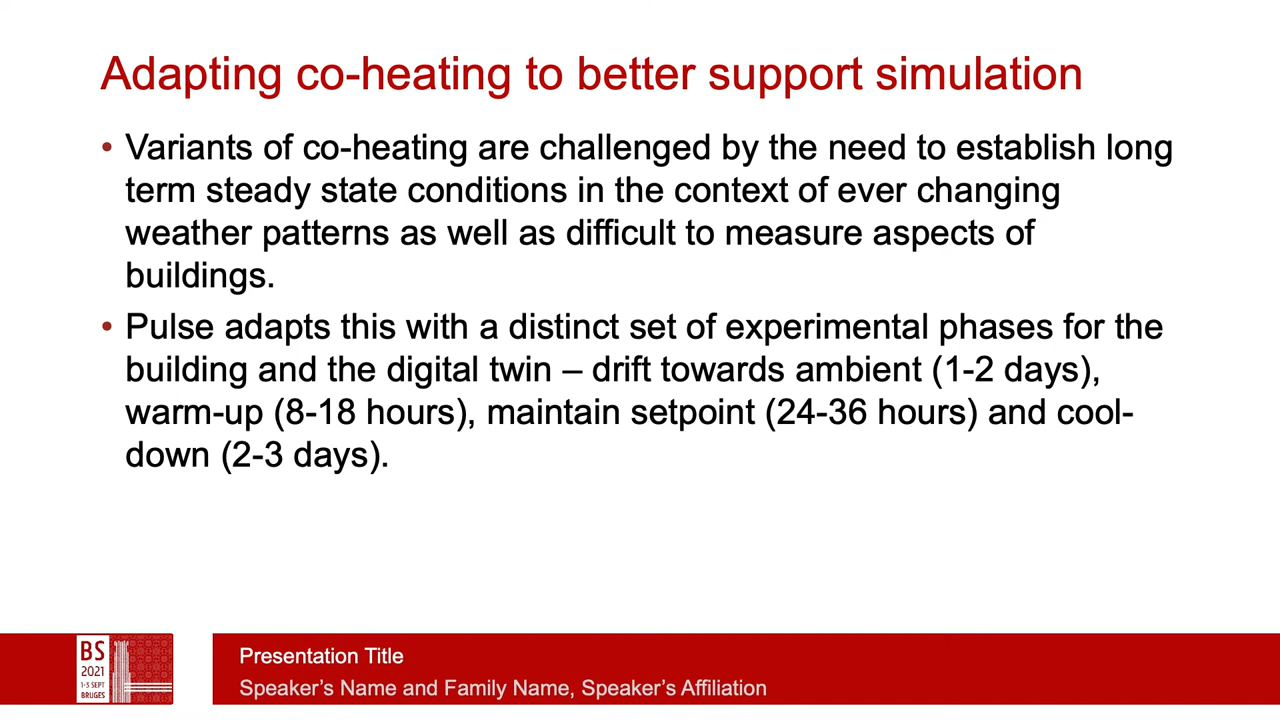 Adapting co-heating to better support simulation
• Variants of co-heating are challenged by the need to establish long
term steady state conditions in the context of ever changing
weather patterns as well as difficult to measure aspects of
buildings.
• Pulse adapts this with a distinct set of experimental phases for the
building and the digital twin – drift towards ambient (1-2 days),
warm-up (8-18 hours), maintain setpoint (24-36 hours) and cool-
down (2-3 days).
BS
2021
1-3 SEPT
BRUGES
Presentation Title
Speaker's Name and Family Name, Speaker's Affiliation